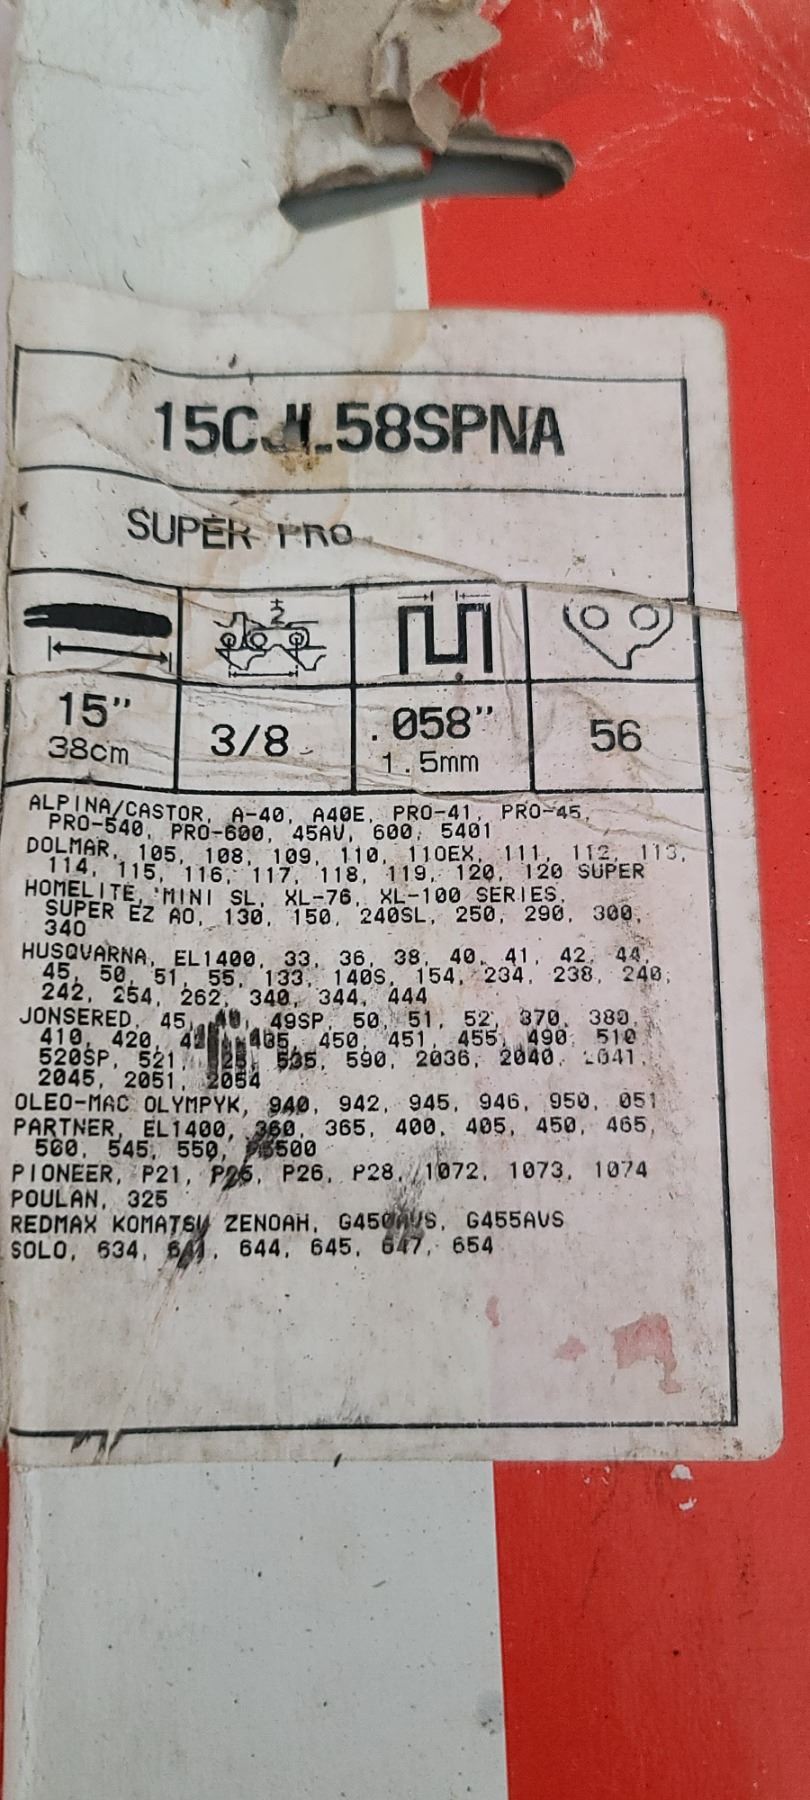 58SPNA
SUPER PRO
15"
38cm
3/8
.058"
1.5mm
56
ALPINA/CASTOR, A-40, A40E, PRO-41, PRO-45,
PRO-540, PRO-600, 45AV, 600, 5401
DOLMAR, 105, 108, 109, 110, 110EX, 111, 112, 113,
114, 115, 116, 117, 118, 119, 120, 120 SUPER
HOMELITE, MINI SL, XL-76, XL-100 SERIES,
SUPER EZ AO, 130, 150, 240SL, 250, 290, 300,
340
HUSQVARNA, EL1400, 33, 36, 38, 40, 41, 42, 44,
45, 50, 51, 55, 133, 140S, 154, 234, 238, 240,
242, 254, 262, 340, 344, 444
JONSERED, 45, 49SP, 50, 51, 52, 370, 380,
410, 420, 450, 451, 455, 490, 510
520SP, 521, 535, 590, 2036, 2040, 2041,
2045, 2051, 2054
OLEO-MAC OLYMPYK, 940, 942, 945, 946, 950, 051
PARTNER, EL1400, 360, 365, 400, 405, 450, 465,
500, 545, 550,
PIONEER, P21, P26, P28, 1072, 1073, 1074
POULAN, 325
REDMAX KOMATSU ZENOAH, G450AVS, G455AVS
SOLO, 634, 644, 645, 647, 654